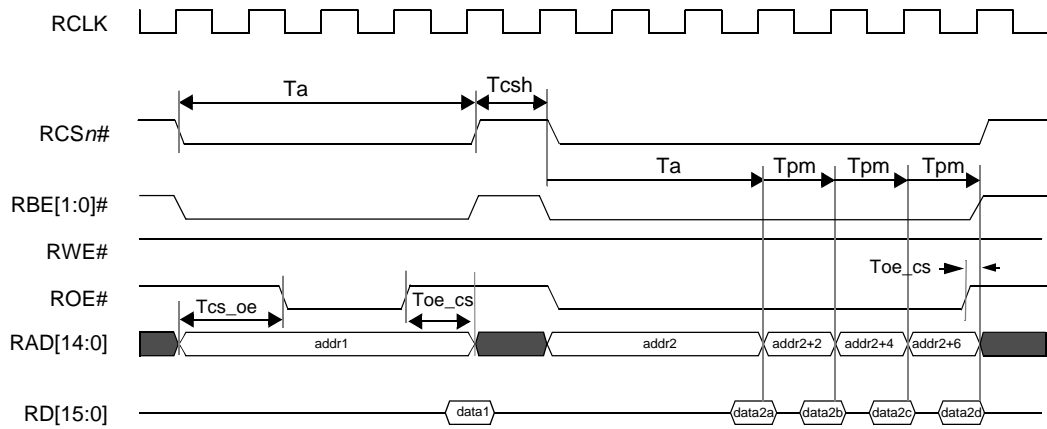 RCLK
Ta
Tcsh
RCSn#
Ta
Tpm
Tpm
Tpm
RBE[1:0]#
RWE#
Toe_cs
ROE#
Tcs_oe
Toe_cs
RAD[14:0]
addr1
addr2
addr2+2
addr2+4
addr2+6
RD[15:0]
data1
data2a
data2b
data2c
data2d